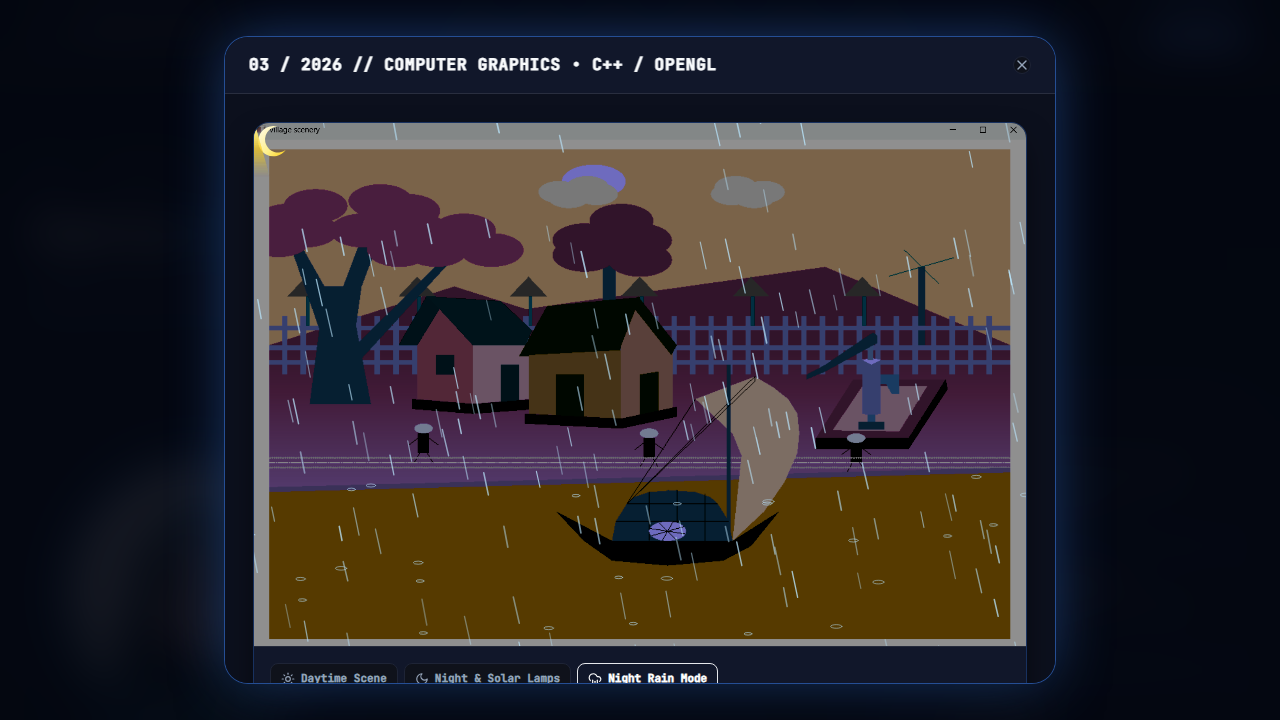 03 / 2026 // COMPUTER GRAPHICS • C++ / OPENGL
village scenery
Daytime Scene
Night & Solar Lamps
Night Rain Mode